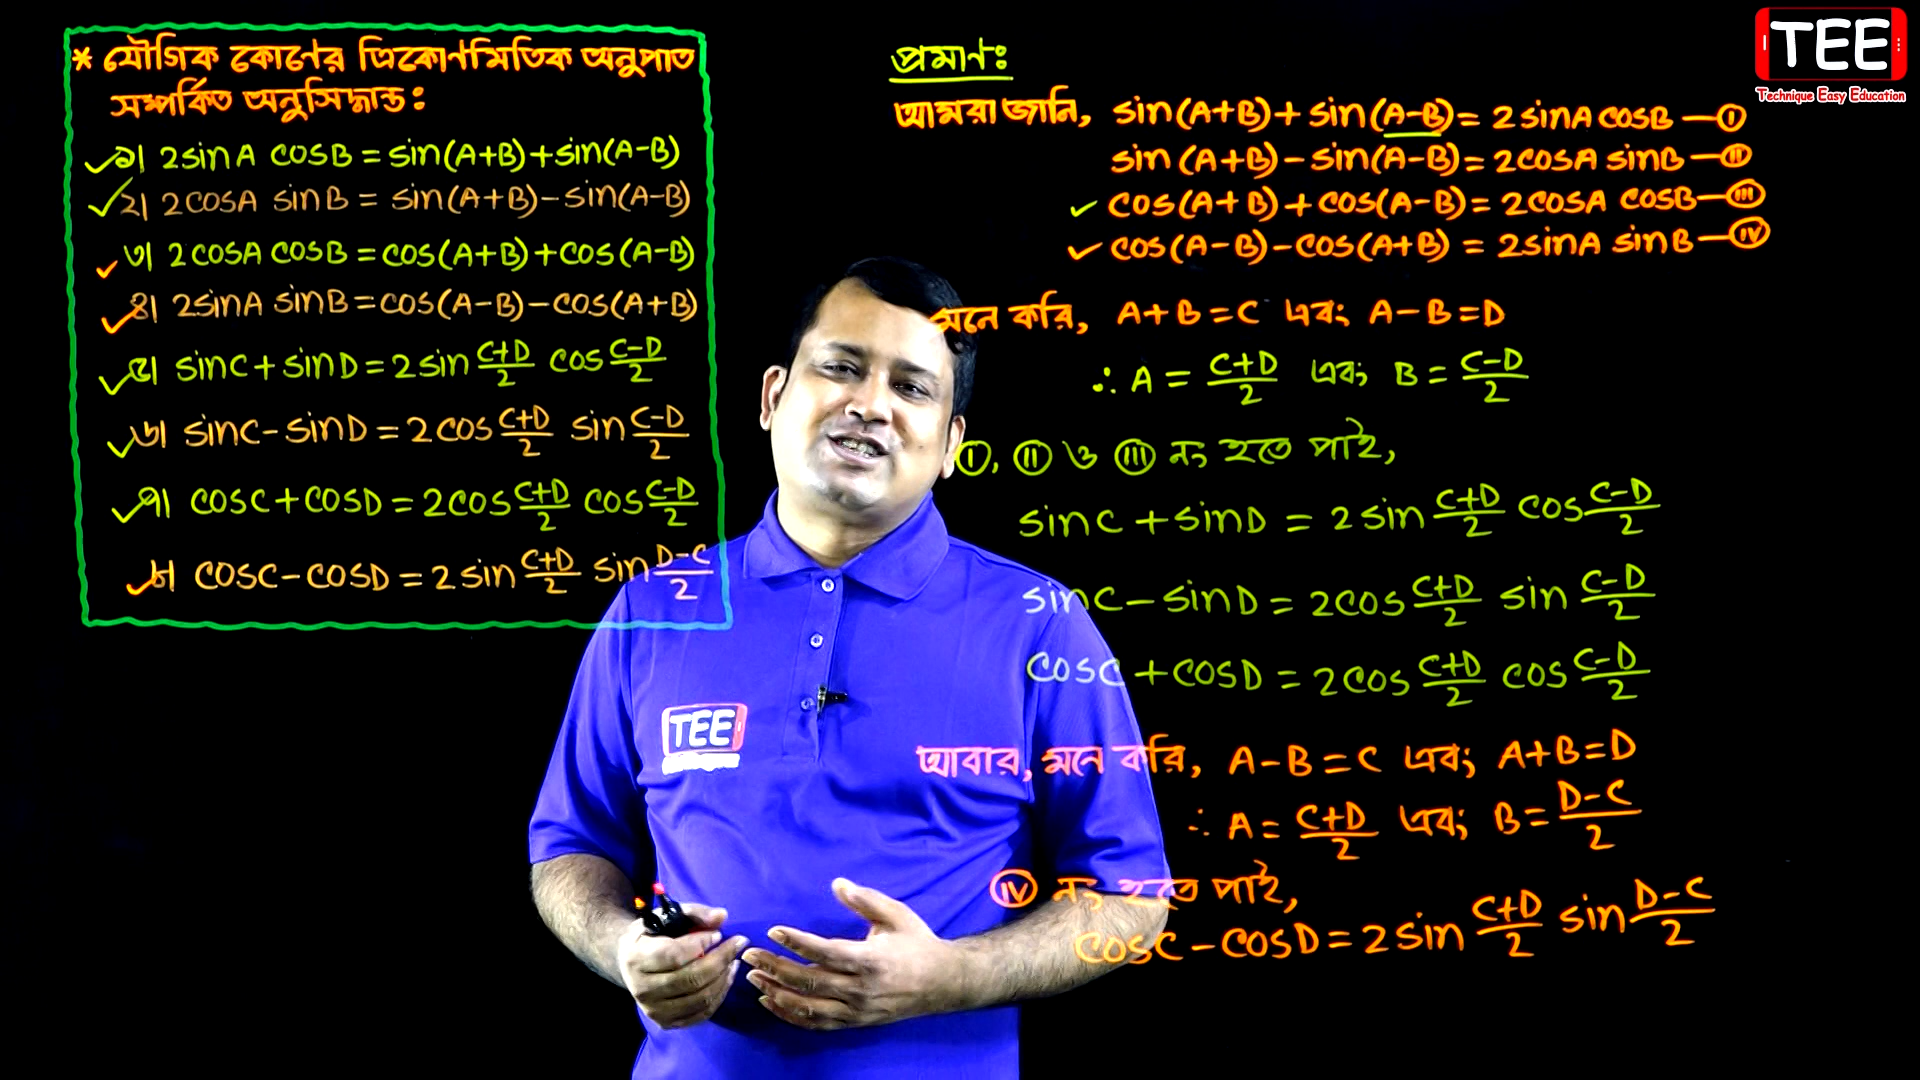 * যৌগিক কোণের ত্রিকোণমিতিক অনুপাত
সম্পর্কিত অনুসিদ্ধান্ত:
১। 2sinA cosB = sin(A+B)+sin(A-B)
২। 2cosA sinB = sin(A+B)-sin(A-B)
৩। 2cosA cosB = cos(A+B)+cos(A-B)
৪। 2sinA sinB = cos(A-B)-cos(A+B)
৫। sinC + sinD = 2sin (C+D)/2 cos (C-D)/2
৬। sinC - sinD = 2cos (C+D)/2 sin (C-D)/2
৭। cosC + cosD = 2cos (C+D)/2 cos (C-D)/2
৮। cosC - cosD = 2sin (C+D)/2 sin (D-C)/2
প্রমাণ:
আমরা জানি, sin(A+B)+ sin(A-B)= 2sinA cosB — (I)
sin(A+B)-sin(A-B)= 2cosA sinB — (II)
cos(A+B)+cos(A-B)= 2cosA cosB — (III)
cos(A-B)-cos(A+B) = 2sinA sinB — (IV)
মনে করি, A+B = C এবং A-B = D
∴ A = (C+D)/2 এবং B = (C-D)/2
(I), (II) ও (III) নং হতে পাই,
sinC + sinD = 2sin (C+D)/2 cos (C-D)/2
sinC - sinD = 2cos (C+D)/2 sin (C-D)/2
cosC + cosD = 2cos (C+D)/2 cos (C-D)/2
আবার, মনে করি, A-B = C এবং A+B=D
∴ A = (C+D)/2 এবং B = (D-C)/2
(IV) নং হতে পাই,
cosC - cosD = 2sin (C+D)/2 sin (D-C)/2
TEE
Technique Easy Education
TEE